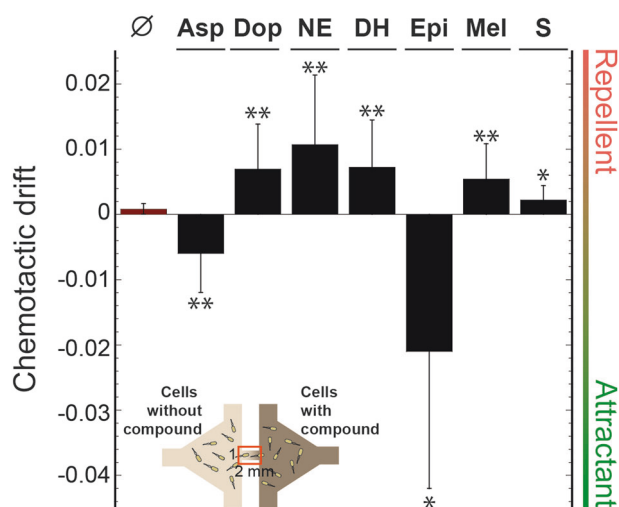 ∅ Asp Dop NE DH Epi Mel S
Repellent
Attractant
Chemotactic drift
0.02
0.01
0
-0.01
-0.02
-0.03
-0.04
**
**
**
**
*
**
*
Cells
without
compound
Cells
with
compound
1
2 mm